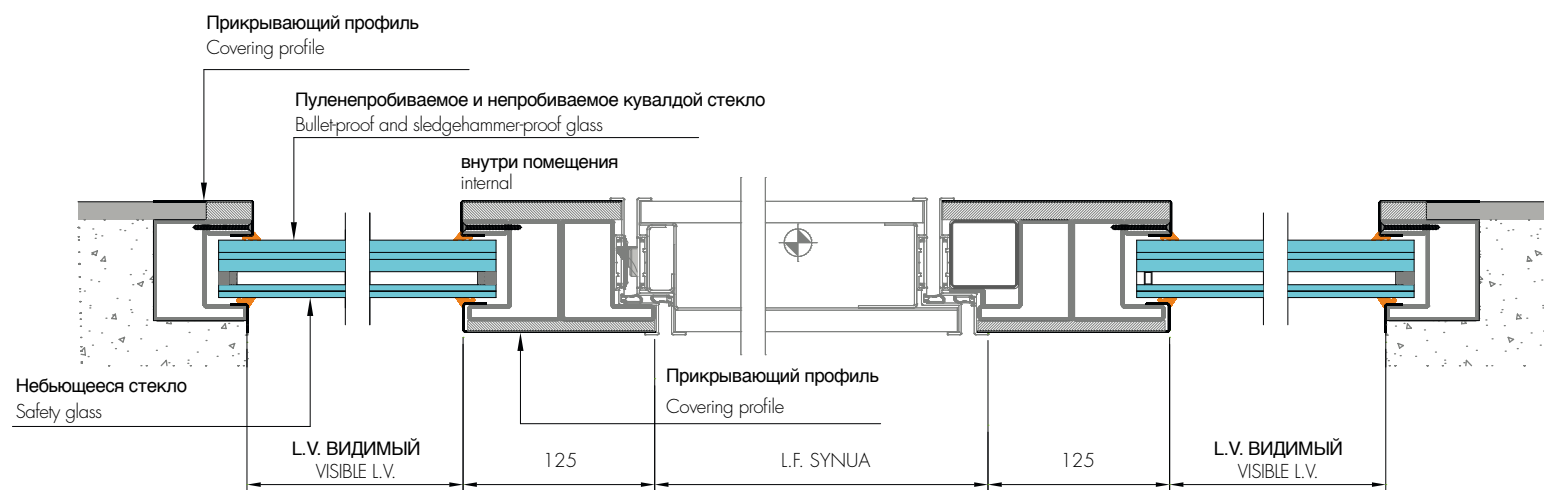 Прикрывающий профиль
Covering profile
Пуленепробиваемое и непробиваемое кувалдой стекло
Bullet-proof and sledgehammer-proof glass
внутри помещения
internal
Небьющееся стекло
Safety glass
Прикрывающий профиль
Covering profile
L.V. ВИДИМЫЙ
VISIBLE L.V.
125
L.F. SYNUA
125
L.V. ВИДИМЫЙ
VISIBLE L.V.